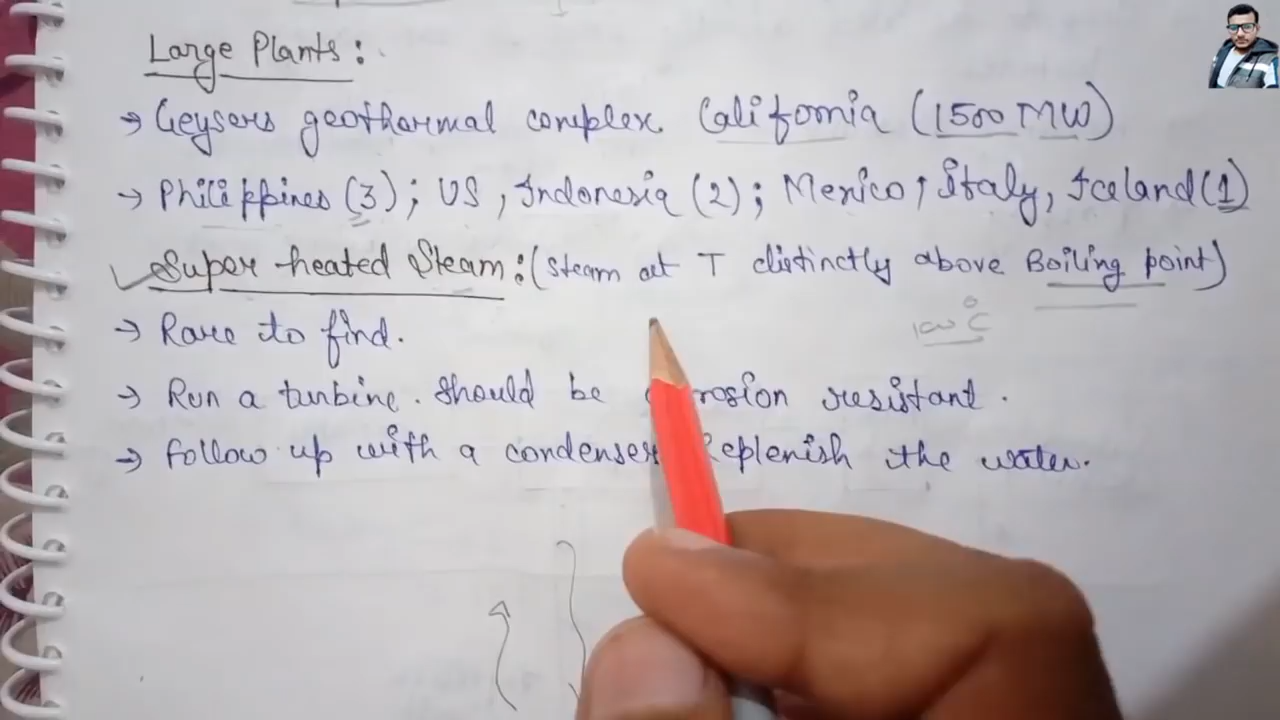 Large Plants:
→ Geysers geothermal complex California (1500 MW)
→ Philippines (3); US, Indonesia (2); Mexico, Italy, Iceland (1)
Super heated Steam: (Steam at T distinctly above Boiling point)
100°C
→ Rare to find.
→ Run a turbine. Should be rosion resistant.
→ Follow up with a condenser Replenish the water.